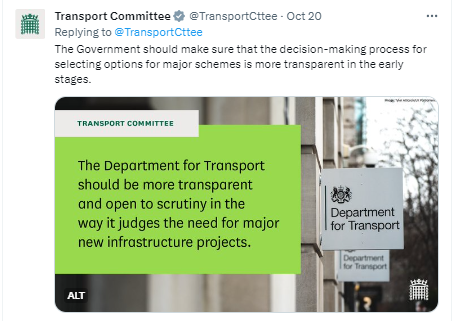 Transport Committee @TransportCttee · Oct 20
Replying to @TransportCttee
The Government should make sure that the decision-making process for
selecting options for major schemes is more transparent in the early
stages.
TRANSPORT COMMITTEE
The Department for Transport
should be more transparent
and open to scrutiny in the
way it judges the need for major
new infrastructure projects.
Department
for Transport
Department
for Transport
ALT